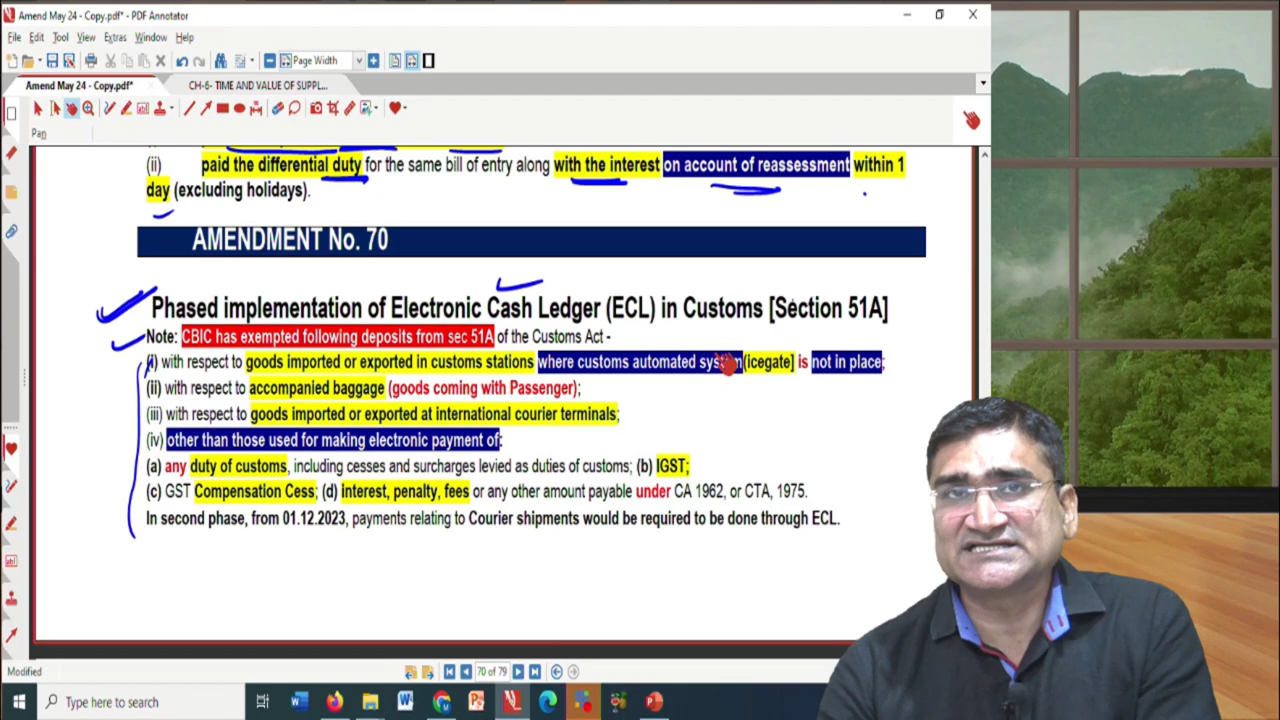 Amend May 24 - Copy.pdf* - PDF Annotator
File Edit Tool View Extras Window Help
Page Width
Amend May 24 - Copy.pdf* CH-6- TIME AND VALUE OF SUPPL...
Pan
(ii) paid the differential duty for the same bill of entry along with the interest on account of reassessment within 1
day (excluding holidays).
AMENDMENT No. 70
Phased implementation of Electronic Cash Ledger (ECL) in Customs [Section 51A]
Note: CBIC has exempted following deposits from sec 51A of the Customs Act -
(i) with respect to goods imported or exported in customs stations where customs automated system(icegate] is not in place;
(ii) with respect to accompanied baggage (goods coming with Passenger);
(iii) with respect to goods imported or exported at international courier terminals;
(iv) other than those used for making electronic payment of:
(a) any duty of customs, including cesses and surcharges levied as duties of customs; (b) IGST;
(c) GST Compensation Cess; (d) interest, penalty, fees or any other amount payable under CA 1962, or CTA, 1975.
In second phase, from 01.12.2023, payments relating to Courier shipments would be required to be done through ECL.
Modified 70 of 79
Type here to search